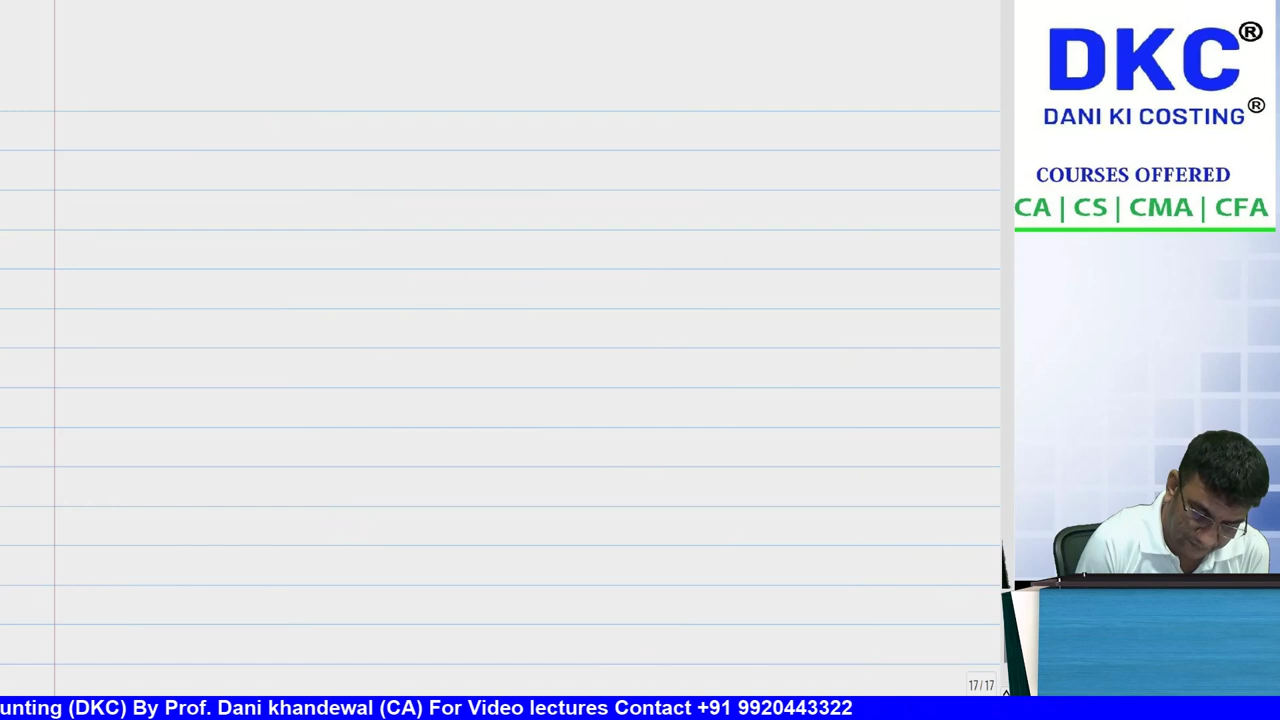 DKC®
DANI KI COSTING®
COURSES OFFERED
CA | CS | CMA | CFA
17/17
unting (DKC) By Prof. Dani khandewal (CA) For Video lectures Contact +91 9920443322